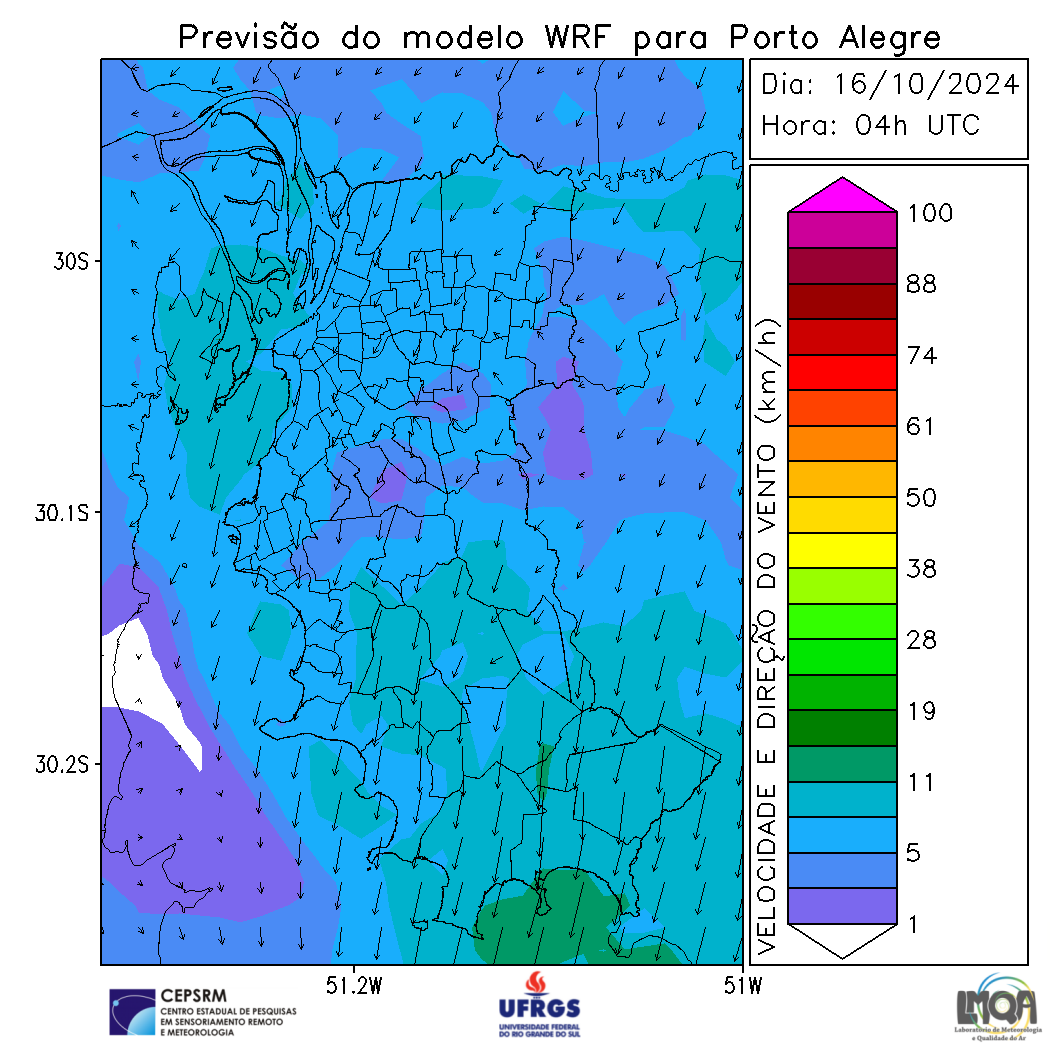 Previsão do modelo WRF para Porto Alegre
Dia: 16/10/2024
Hora: 04h UTC
30S
30.1S
30.2S
51.2W
51W
VELOCIDADE E DIREÇÃO DO VENTO (km/h)
100
88
74
61
50
38
28
19
11
5
1
CEPSRM
CENTRO ESTADUAL DE PESQUISAS
EM SENSORIAMENTO REMOTO
E METEOROLOGIA
UFRGS
UNIVERSIDADE FEDERAL
DO RIO GRANDE DO SUL
LMQA
Laboratório de Meteorologia
e Qualidade do Ar